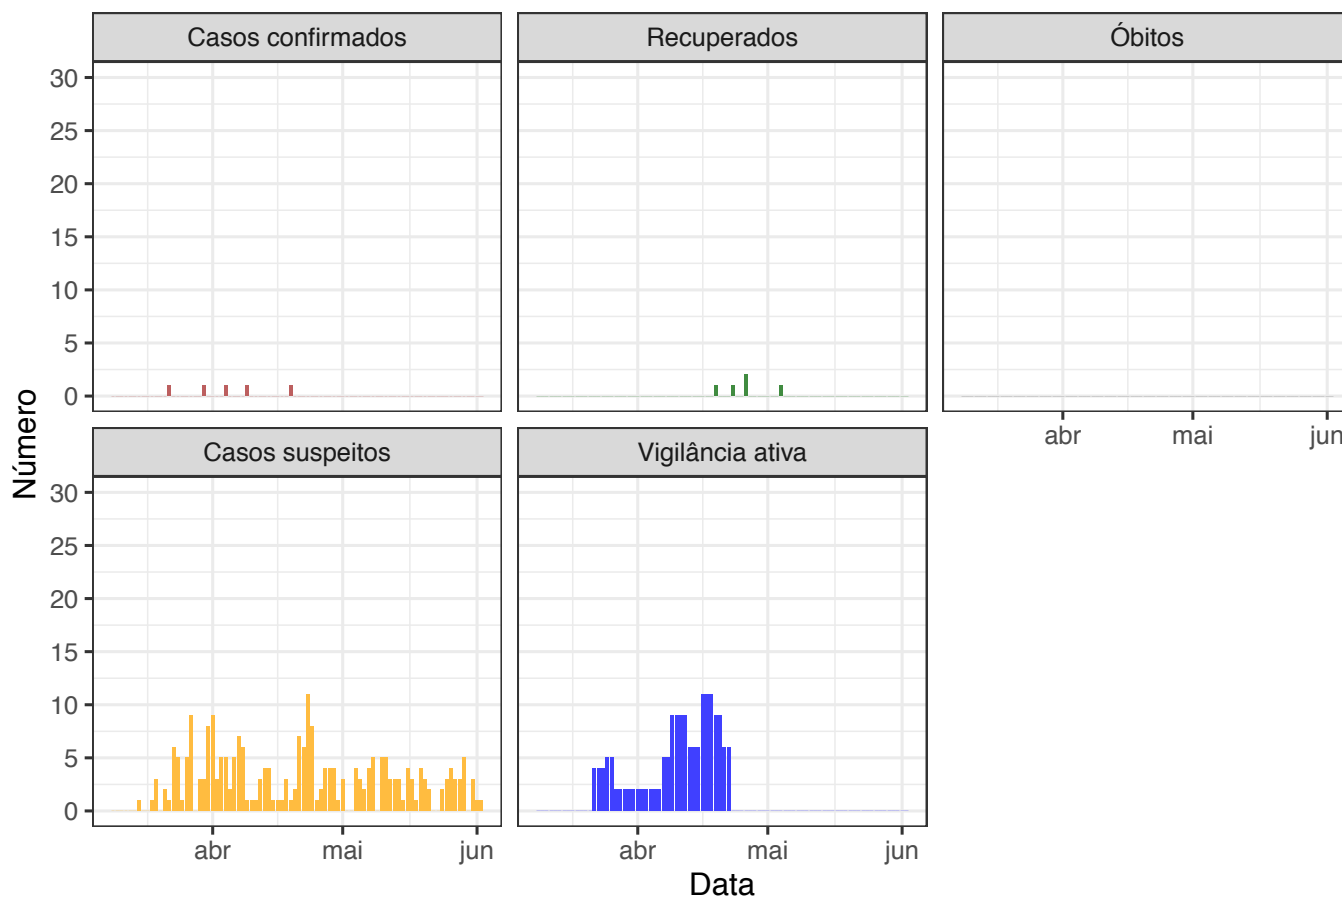 Casos confirmados
Recuperados
Óbitos
30
25
20
15
10
5
0
abr
mai
jun
Número
Casos suspeitos
Vigilância ativa
30
25
20
15
10
5
0
abr
mai
jun
abr
mai
jun
Data